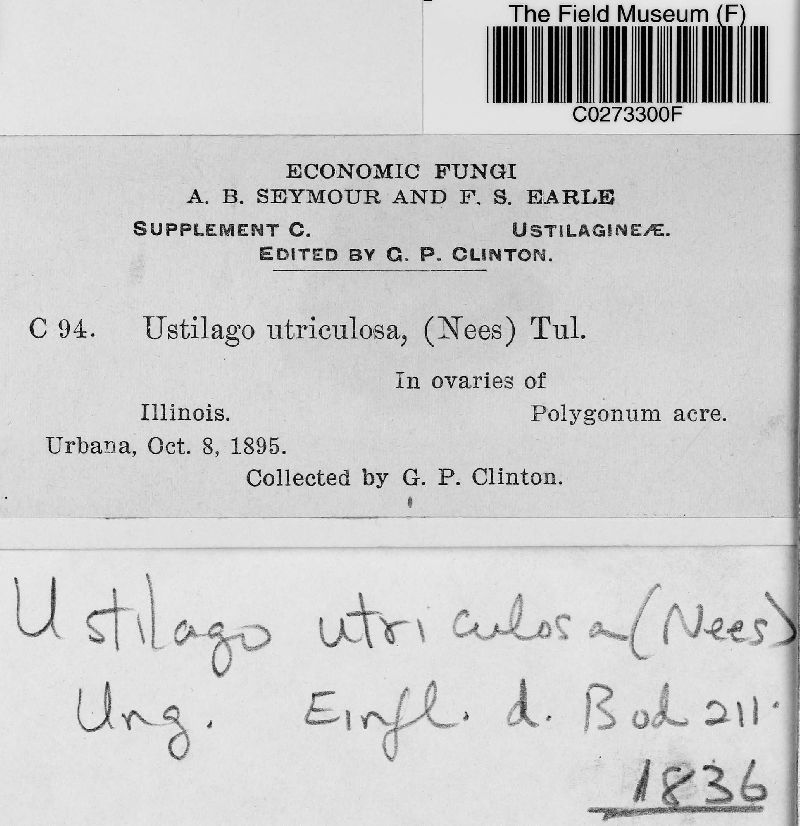 The Field Museum (F)
C0273300F
ECONOMIC FUNGI
A. B. SEYMOUR AND F. S. EARLE
SUPPLEMENT C. USTILAGINEÆ.
EDITED BY G. P. CLINTON.
C 94. Ustilago utriculosa, (Nees) Tul.
In ovaries of
Illinois. Polygonum acre.
Urbana, Oct. 8, 1895.
Collected by G. P. Clinton.
Ustilago utriculosa (Nees)
Ung. Einfl. d. Bod 211.
1836